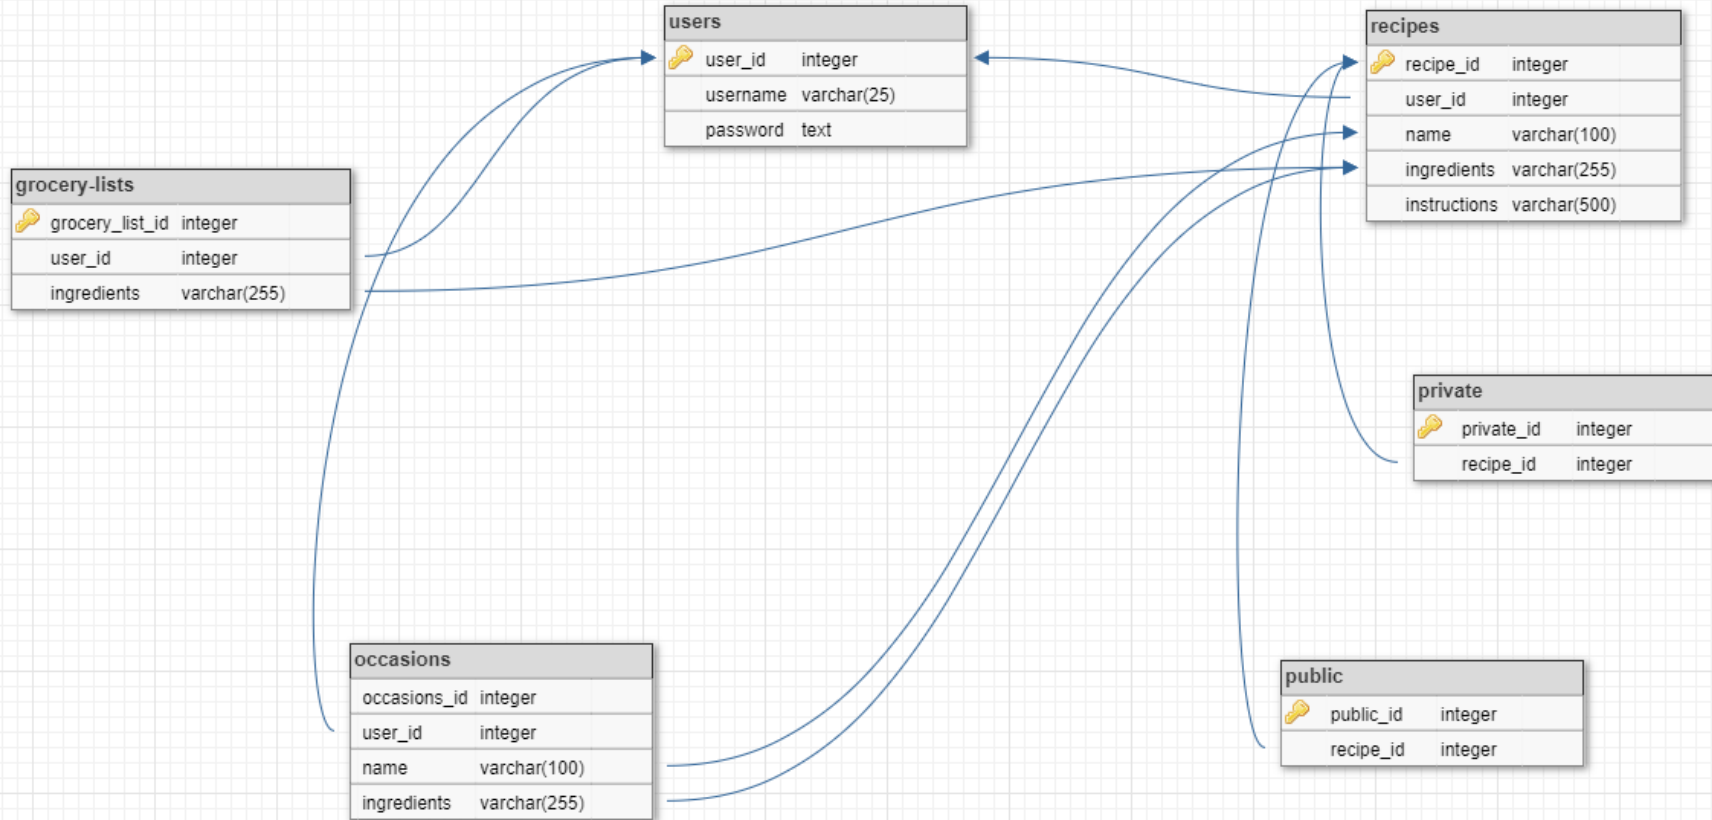 users
user_id integer
username varchar(25)
password text
recipes
recipe_id integer
user_id integer
name varchar(100)
ingredients varchar(255)
instructions varchar(500)
grocery-lists
grocery_list_id integer
user_id integer
ingredients varchar(255)
private
private_id integer
recipe_id integer
occasions
occasions_id integer
user_id integer
name varchar(100)
ingredients varchar(255)
public
public_id integer
recipe_id integer